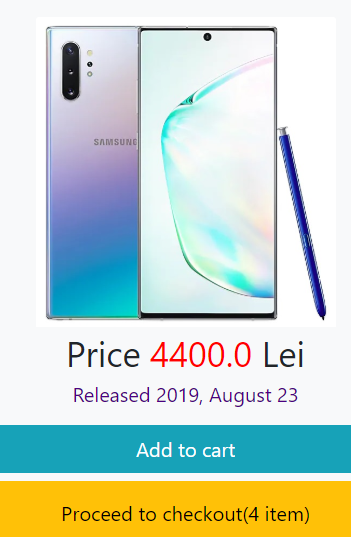 SAMSUNG
Price 4400.0 Lei
Released 2019, August 23
Add to cart
Proceed to checkout(4 item)